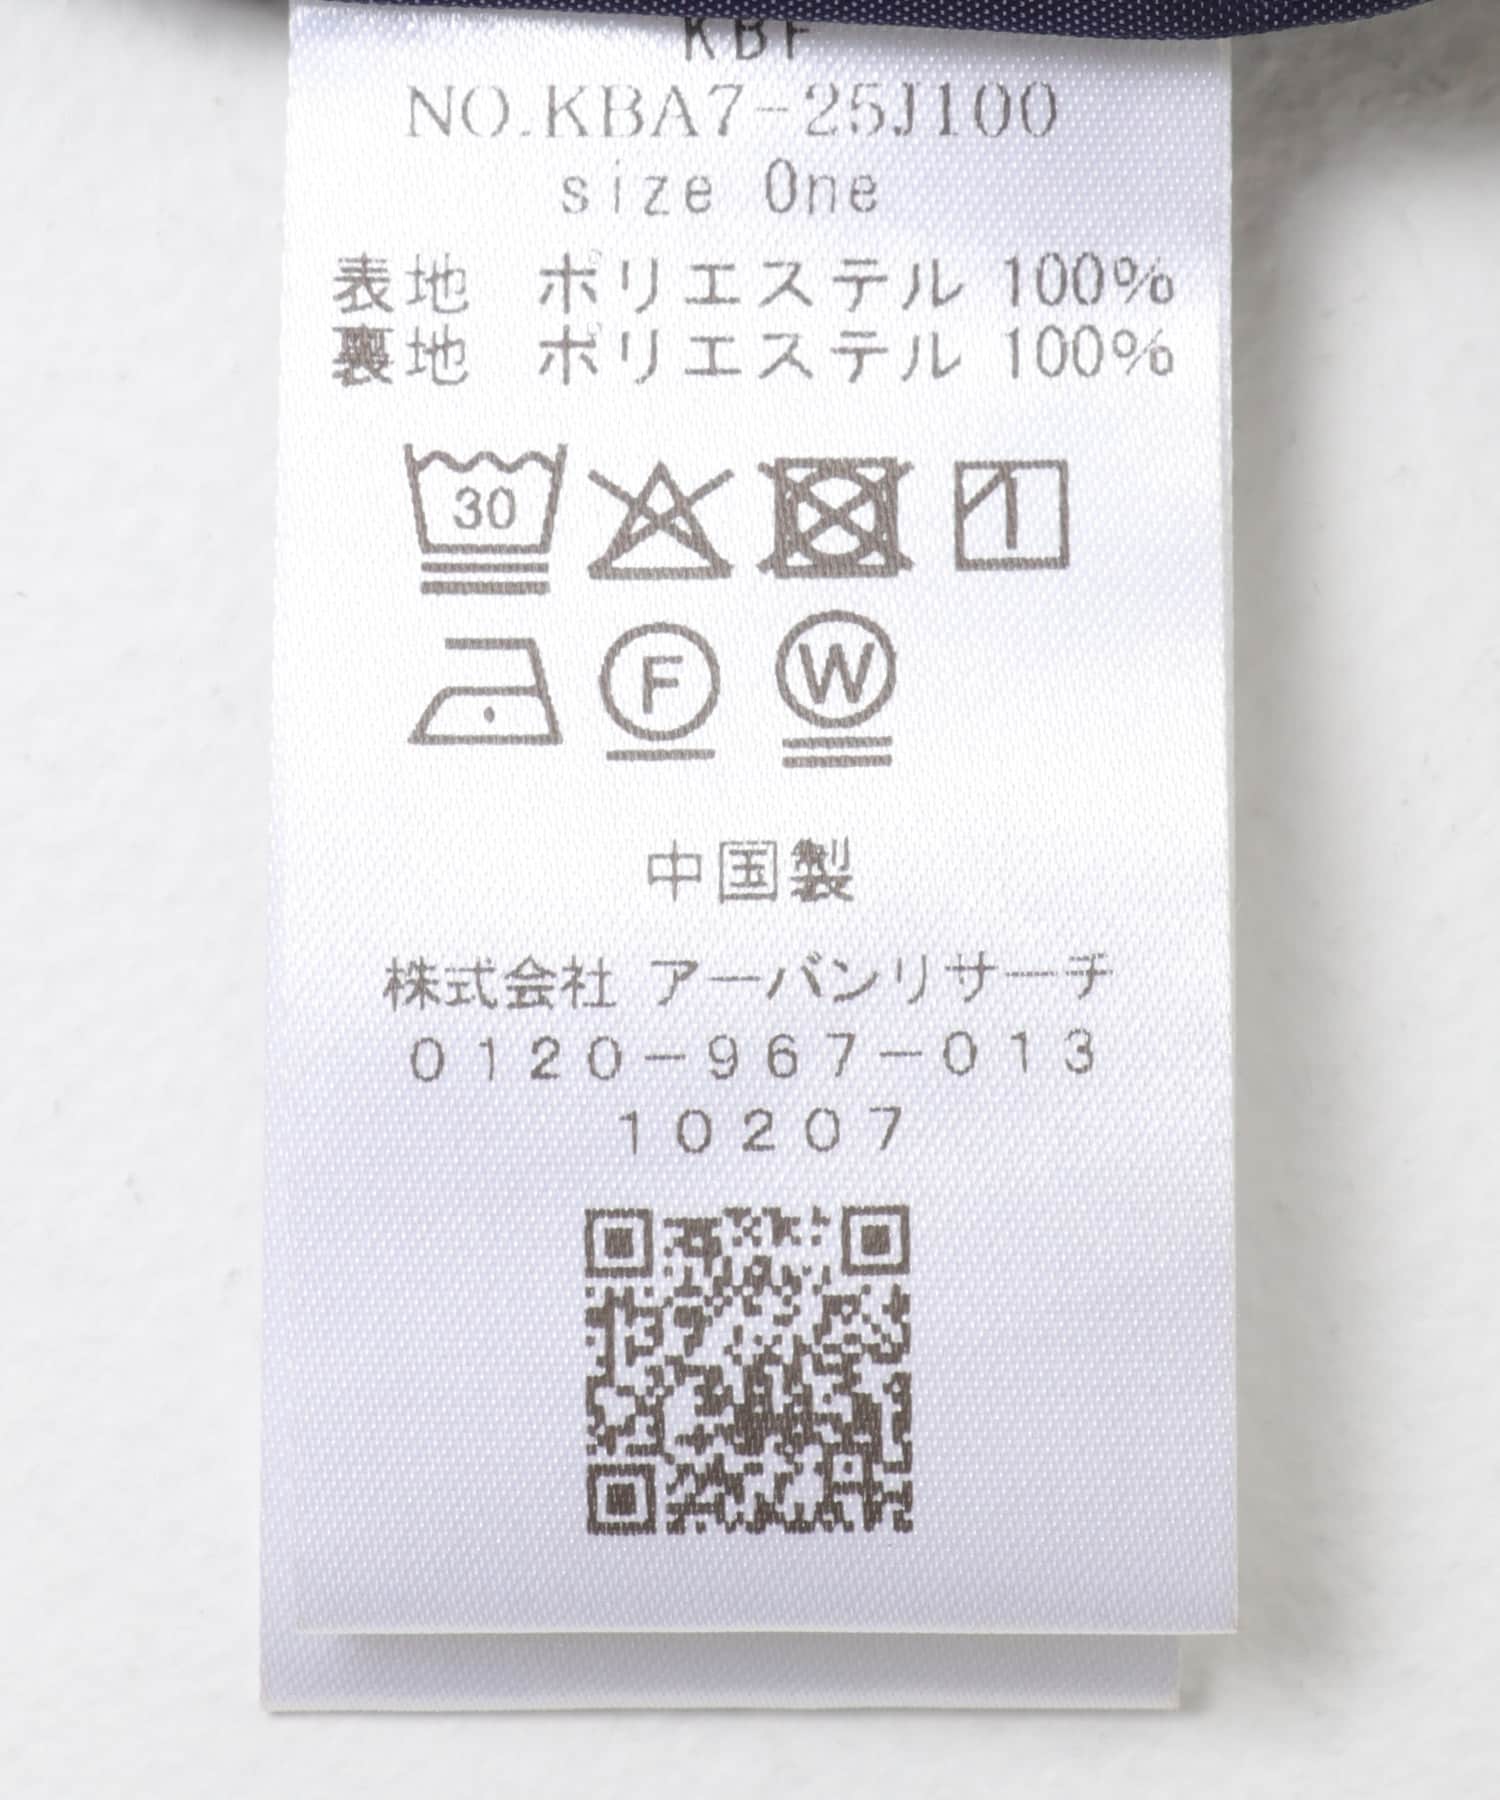 KBF
NO.KBA7-25J100
size One
表地 ポリエステル 100%
裏地 ポリエステル 100%
30
F W
中国製
株式会社 アーバンリサーチ
0120-967-013
10207